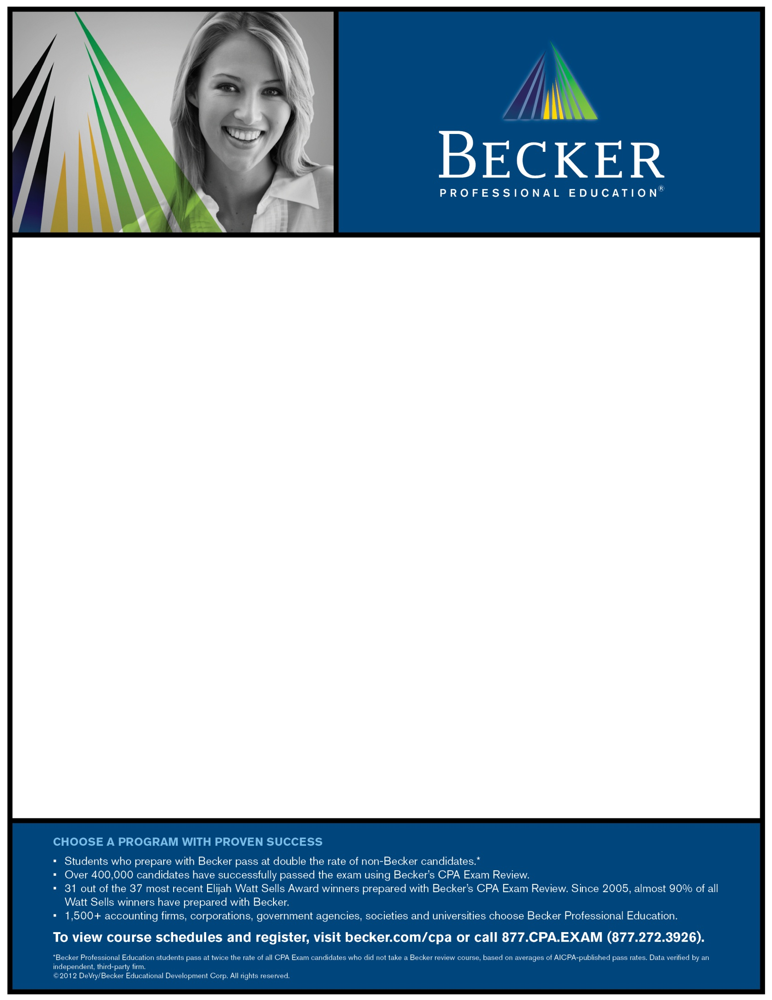 BECKER
PROFESSIONAL EDUCATION®
CHOOSE A PROGRAM WITH PROVEN SUCCESS
▪ Students who prepare with Becker pass at double the rate of non-Becker candidates.*
▪ Over 400,000 candidates have successfully passed the exam using Becker’s CPA Exam Review.
▪ 31 out of the 37 most recent Elijah Watt Sells Award winners prepared with Becker’s CPA Exam Review. Since 2005, almost 90% of all
Watt Sells winners have prepared with Becker.
▪ 1,500+ accounting firms, corporations, government agencies, societies and universities choose Becker Professional Education.
To view course schedules and register, visit becker.com/cpa or call 877.CPA.EXAM (877.272.3926).
*Becker Professional Education students pass at twice the rate of all CPA Exam candidates who did not take a Becker review course, based on averages of AICPA-published pass rates. Data verified by an
independent, third-party firm.
©2012 DeVry/Becker Educational Development Corp. All rights reserved.